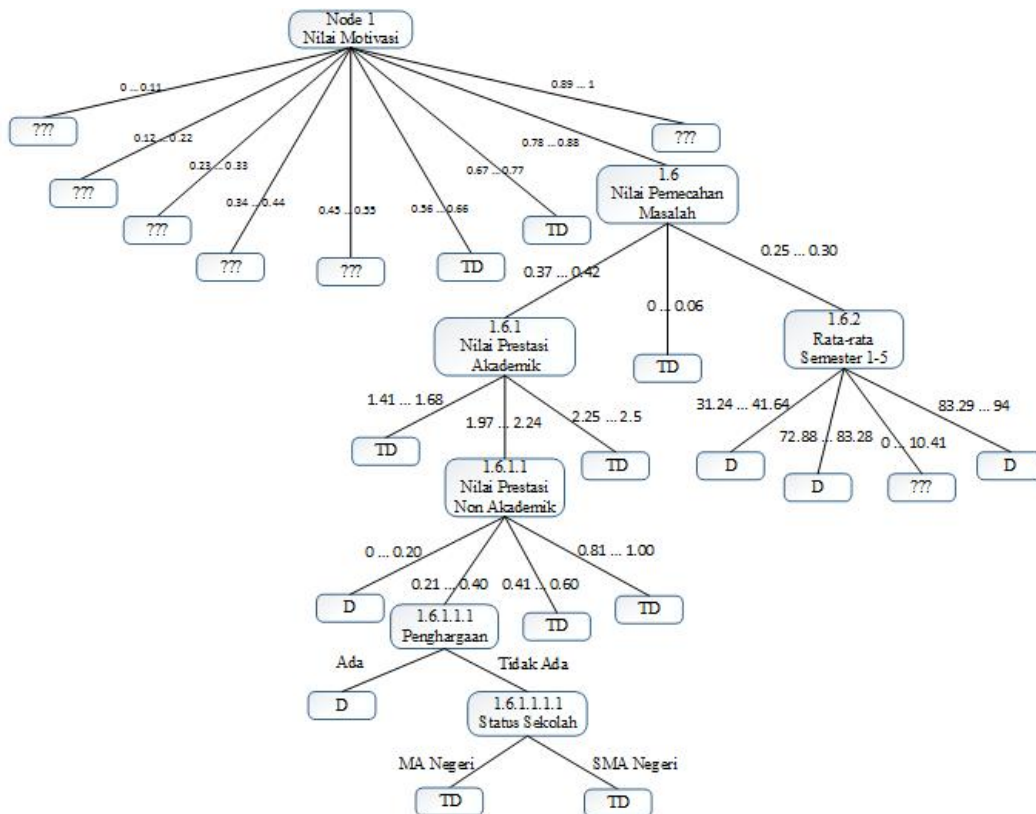 Node 1
Nilai Motivasi
0 ... 0.11
0.12 ... 0.22
0.23 ... 0.33
0.34 ... 0.44
0.45 ... 0.55
0.56 ... 0.66
0.67 ... 0.77
0.78 ... 0.88
0.89 ... 1
???
???
???
???
???
TD
TD
???
1.6
Nilai Pemecahan
Masalah
0.37 ... 0.42
0 ... 0.06
0.25 ... 0.30
1.6.1
Nilai Prestasi
Akademik
TD
1.6.2
Rata-rata
Semester 1-5
1.41 ... 1.68
1.97 ... 2.24
2.25 ... 2.5
31.24 ... 41.64
72.88 ... 83.28
0 ... 10.41
83.29 ... 94
TD
1.6.1.1
Nilai Prestasi
Non Akademik
TD
D
D
???
D
0 ... 0.20
0.21 ... 0.40
0.41 ... 0.60
0.81 ... 1.00
D
1.6.1.1.1
Penghargaan
TD
TD
Ada
Tidak Ada
D
1.6.1.1.1.1
Status Sekolah
MA Negeri
SMA Negeri
TD
TD